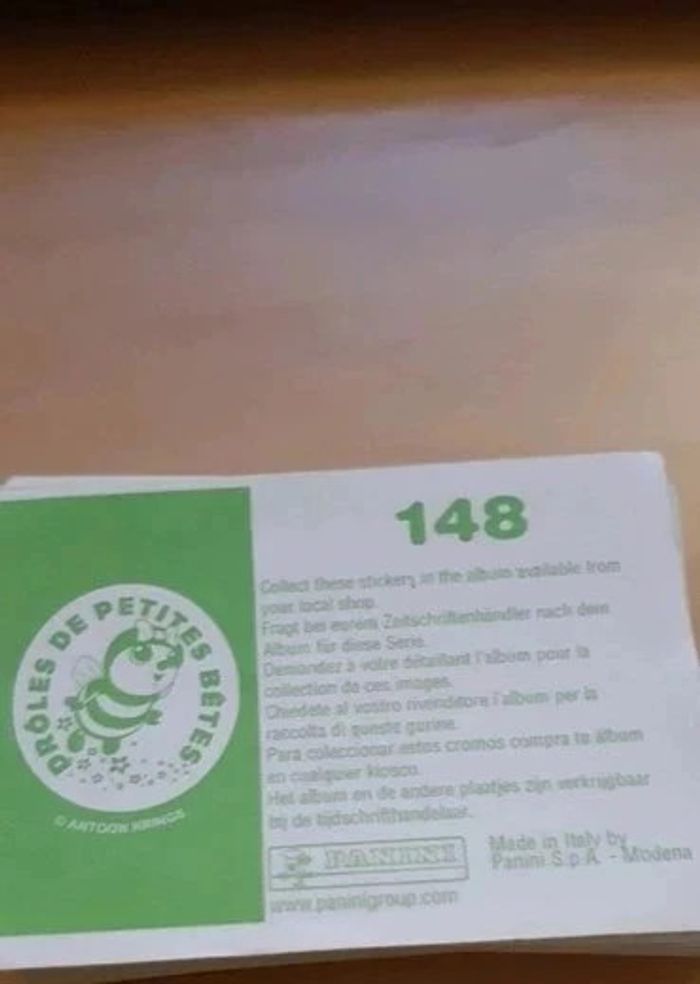 148
Collect these stickers in the album available from
your local shop.
Fragt bei eurem Zeitschriftenhändler nach dem
Album für diese Serie.
Demandez à votre détaillant l'album pour la
collection de ces images.
Chiedete al vostro rivenditore l'album per la
raccolta di queste gurine.
Para coleccionar estos cromos compra tu álbum
en cualquier kiosco.
Het album en de andere plaatjes zijn verkrijgbaar
bij de tijdschrifthandelaar.
DRÔLES DE PETITES BÊTES
© ANTOON KRINGS
PANINI
www.paninigroup.com
Made in Italy by
Panini S.p.A. - Modena